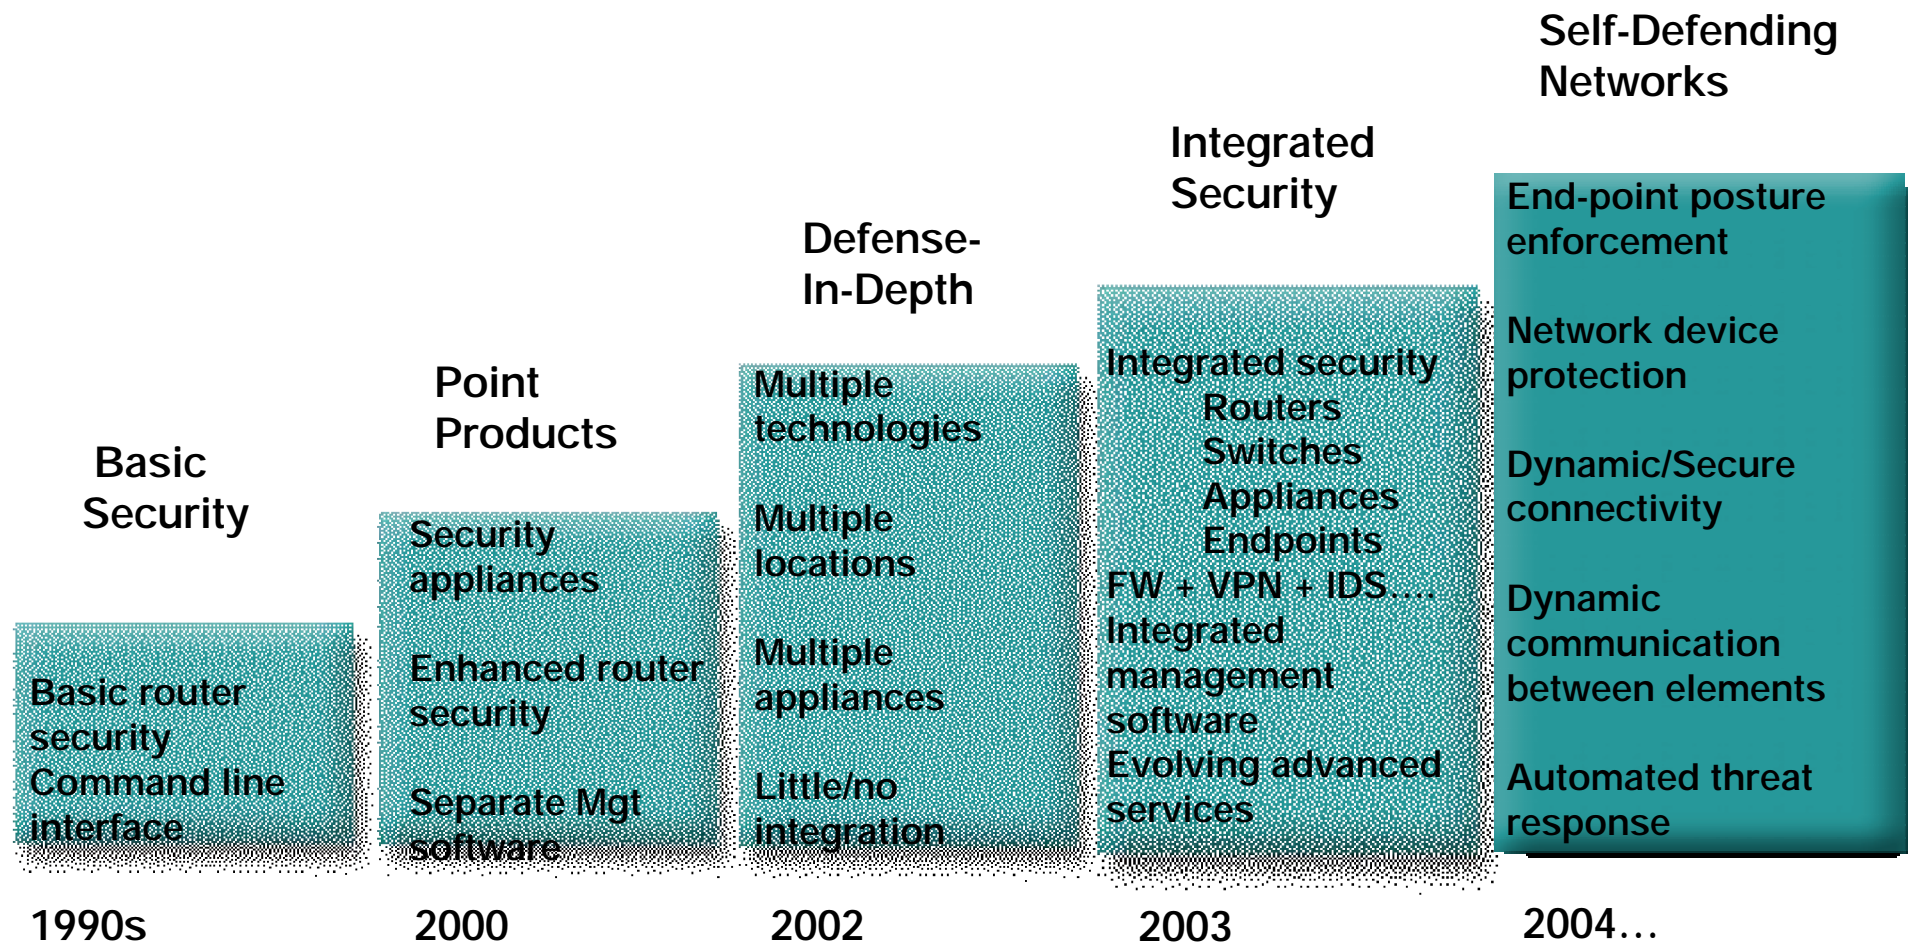 Basic
Security
Basic router
security
Command line
interface
1990s
Point
Products
Security
appliances
Enhanced router
security
Separate Mgt
software
2000
Defense-
In-Depth
Multiple
technologies
Multiple
locations
Multiple
appliances
Little/no
integration
2002
Integrated
Security
Integrated security
Routers
Switches
Appliances
Endpoints
FW + VPN + IDS....
Integrated
management
software
Evolving advanced
services
2003
Self-Defending
Networks
End-point posture
enforcement
Network device
protection
Dynamic/Secure
connectivity
Dynamic
communication
between elements
Automated threat
response
2004...